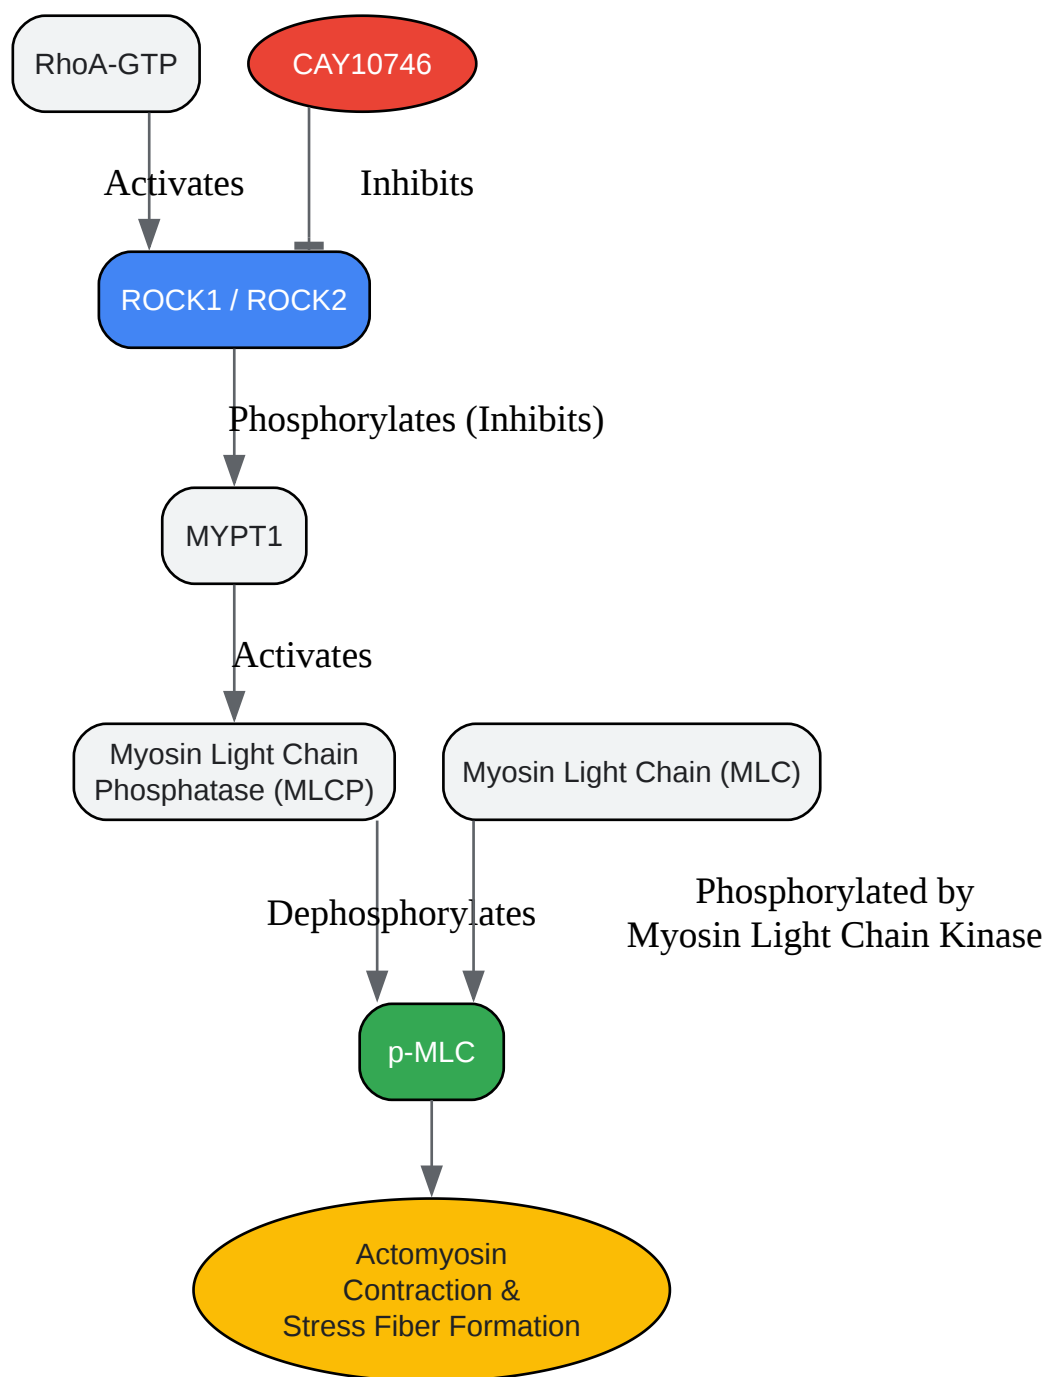 RhoA-GTP
CAY10746
Activates
Inhibits
ROCK1 / ROCK2
Phosphorylates (Inhibits)
MYPT1
Activates
Myosin Light Chain
Phosphatase (MLCP)
Myosin Light Chain (MLC)
Dephosphorylates
Phosphorylated by
Myosin Light Chain Kinase
p-MLC
Actomyosin
Contraction &
Stress Fiber Formation